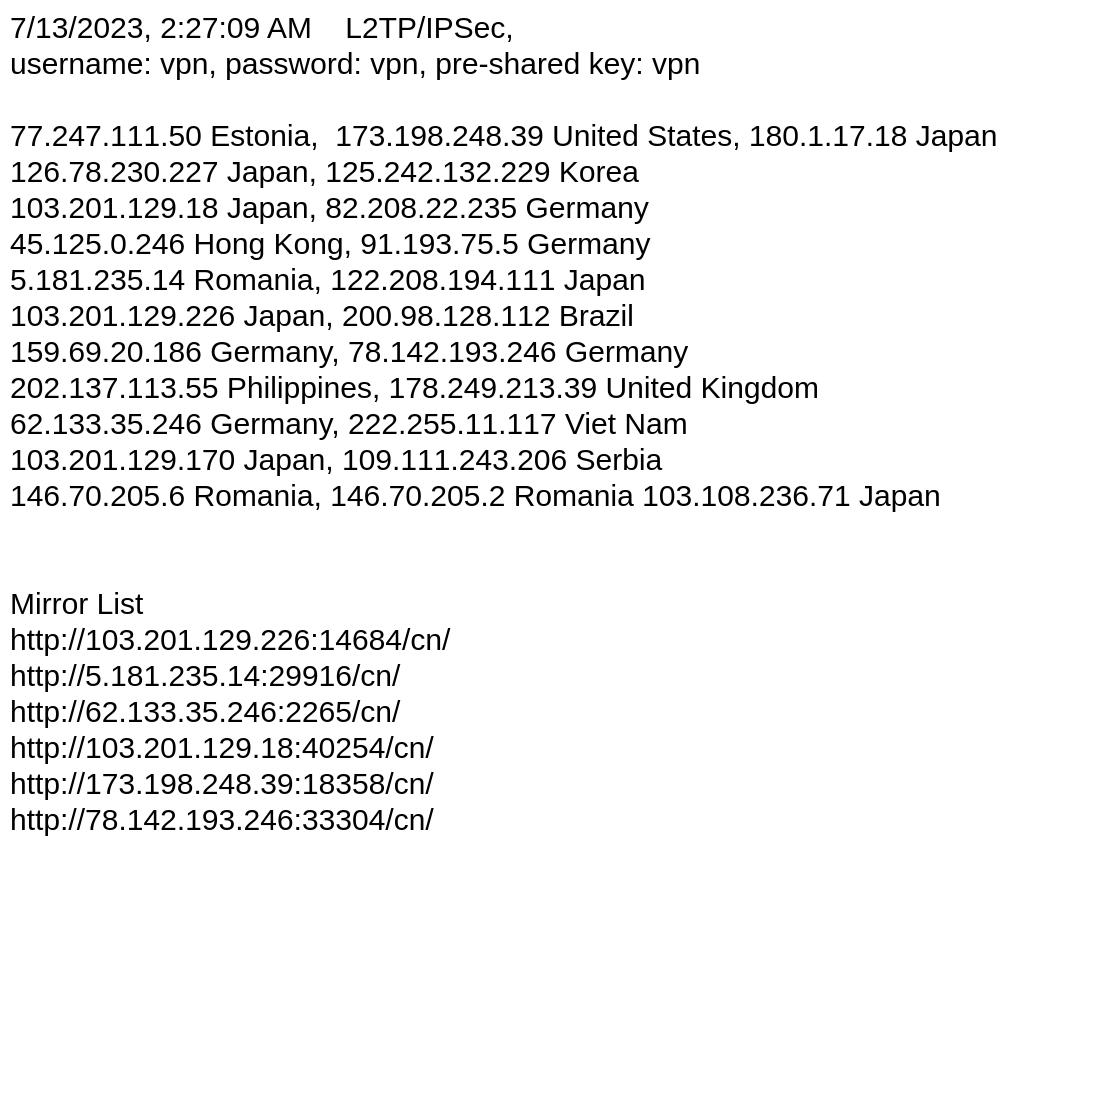 7/13/2023, 2:27:09 AM    L2TP/IPSec,
username: vpn, password: vpn, pre-shared key: vpn
77.247.111.50 Estonia,  173.198.248.39 United States, 180.1.17.18 Japan
126.78.230.227 Japan, 125.242.132.229 Korea
103.201.129.18 Japan, 82.208.22.235 Germany
45.125.0.246 Hong Kong, 91.193.75.5 Germany
5.181.235.14 Romania, 122.208.194.111 Japan
103.201.129.226 Japan, 200.98.128.112 Brazil
159.69.20.186 Germany, 78.142.193.246 Germany
202.137.113.55 Philippines, 178.249.213.39 United Kingdom
62.133.35.246 Germany, 222.255.11.117 Viet Nam
103.201.129.170 Japan, 109.111.243.206 Serbia
146.70.205.6 Romania, 146.70.205.2 Romania 103.108.236.71 Japan
Mirror List
http://103.201.129.226:14684/cn/
http://5.181.235.14:29916/cn/
http://62.133.35.246:2265/cn/
http://103.201.129.18:40254/cn/
http://173.198.248.39:18358/cn/
http://78.142.193.246:33304/cn/